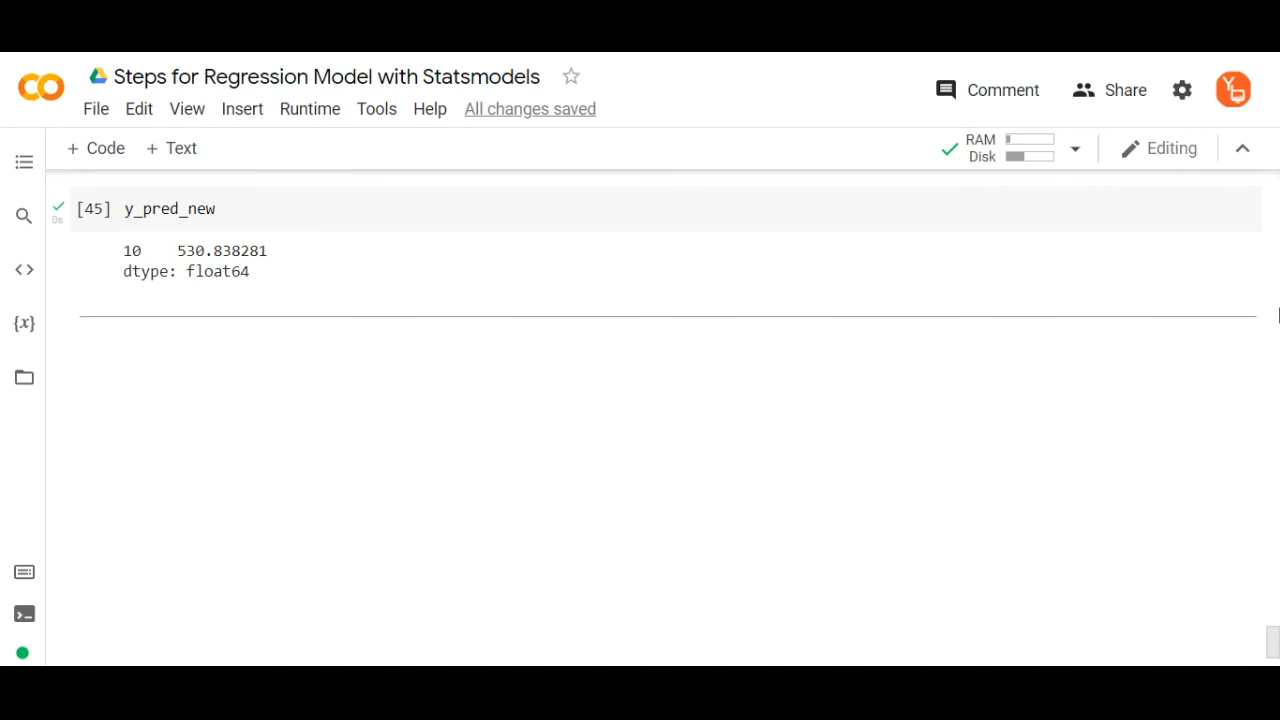 Steps for Regression Model with Statsmodels
File Edit View Insert Runtime Tools Help All changes saved
Comment Share
+ Code + Text
RAM
Disk
Editing
[45] y_pred_new
0s
10 530.838281
dtype: float64
{x}